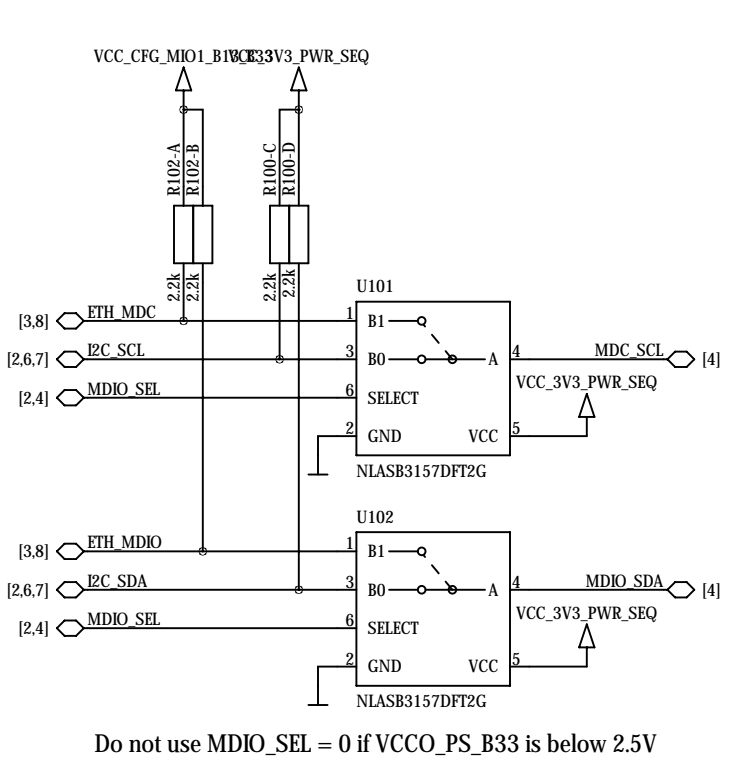 VCC_CFG_MIO1_B13_B33 VCC_3V3_PWR_SEQ
R102-A
R102-B
R100-C
R100-D
2.2k
2.2k
2.2k
2.2k
U101
[3,8] ETH_MDC 1 B1
[2,6,7] I2C_SCL 3 B0 A 4 MDC_SCL [4]
[2,4] MDIO_SEL 6 SELECT VCC_3V3_PWR_SEQ
2 GND VCC 5
NLASB3157DFT2G
U102
[3,8] ETH_MDIO 1 B1
[2,6,7] I2C_SDA 3 B0 A 4 MDIO_SDA [4]
[2,4] MDIO_SEL 6 SELECT VCC_3V3_PWR_SEQ
2 GND VCC 5
NLASB3157DFT2G
Do not use MDIO_SEL = 0 if VCCO_PS_B33 is below 2.5V